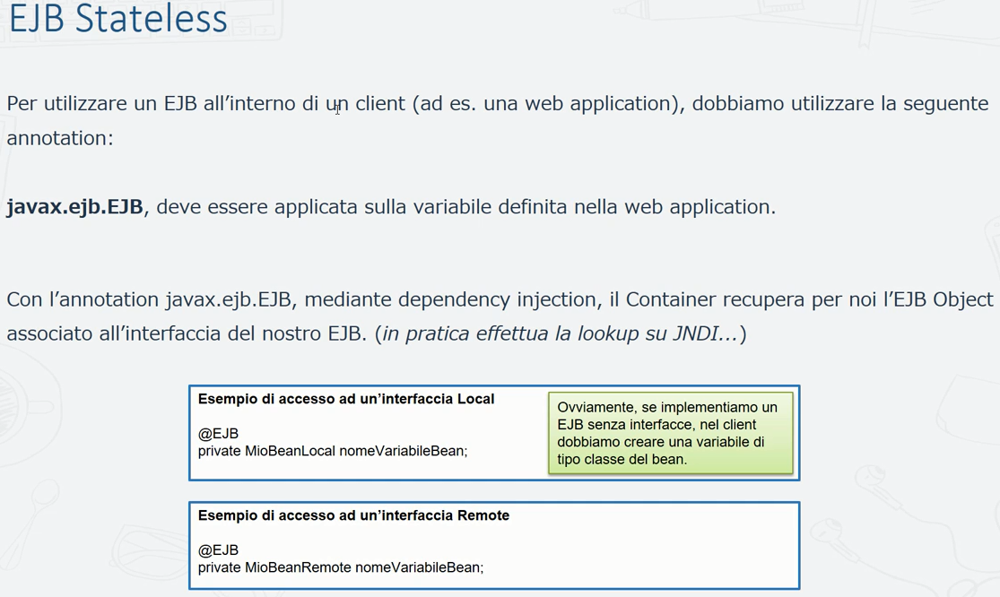 EJB Stateless
Per utilizzare un EJB all'interno di un client (ad es. una web application), dobbiamo utilizzare la seguente
annotation:
javax.ejb.EJB, deve essere applicata sulla variabile definita nella web application.
Con l'annotation javax.ejb.EJB, mediante dependency injection, il Container recupera per noi l'EJB Object
associato all'interfaccia del nostro EJB. (in pratica effettua la lookup su JNDI...)
Esempio di accesso ad un'interfaccia Local
@EJB
private MioBeanLocal nomeVariabileBean;
Ovviamente, se implementiamo un
EJB senza interfacce, nel client
dobbiamo creare una variabile di
tipo classe del bean.
Esempio di accesso ad un'interfaccia Remote
@EJB
private MioBeanRemote nomeVariabileBean;